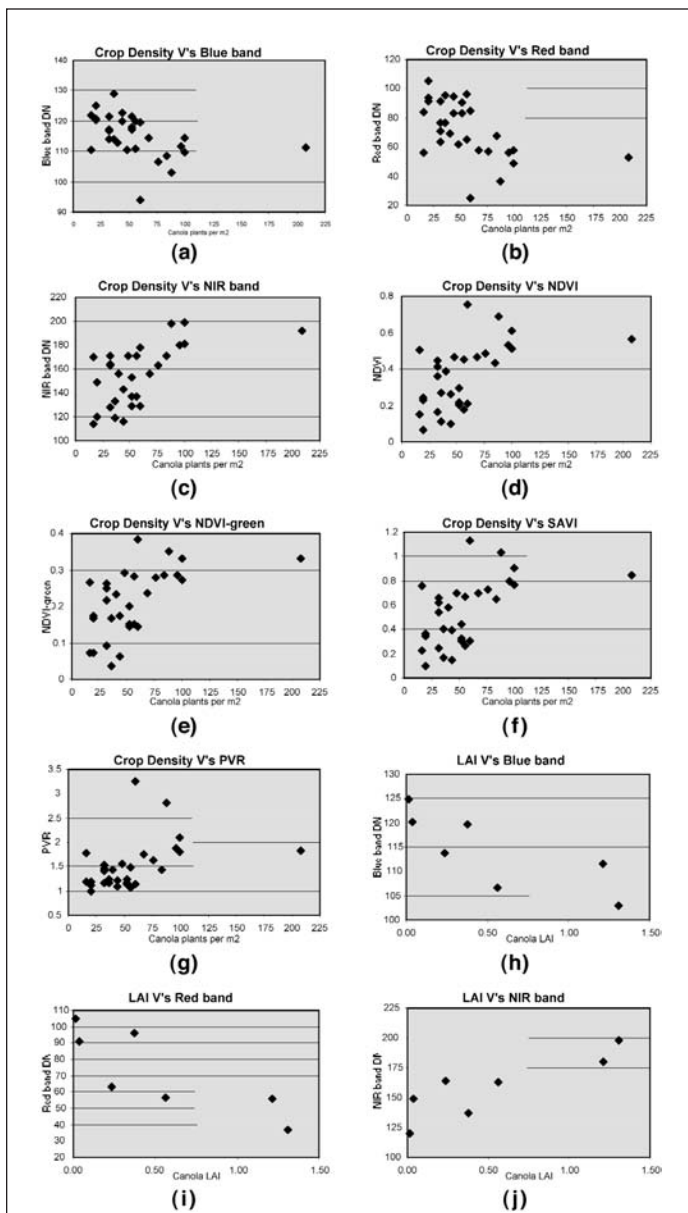 Crop Density V's Blue band
Blue band DN
140
130
120
110
100
90
0 25 50 75 100 125 150 175 200 225
Canola plants per m2
(a)
Crop Density V's Red band
Red band DN
120
100
80
60
40
20
0 25 50 75 100 125 150 175 200 225
Canola plants per m2
(b)
Crop Density V's NIR band
NIR band DN
220
200
180
160
140
120
100
0 25 50 75 100 125 150 175 200 225
Canola plants per m2
(c)
Crop Density V's NDVI
NDVI
0.8
0.6
0.4
0.2
0
0 25 50 75 100 125 150 175 200 225
Canola plants per m2
(d)
Crop Density V's NDVI-green
NDVI-green
0.4
0.3
0.2
0.1
0
0 25 50 75 100 125 150 175 200 225
Canola plants per m2
(e)
Crop Density V's SAVI
SAVI
1.2
1
0.8
0.6
0.4
0.2
0
0 25 50 75 100 125 150 175 200 225
Canola plants per m2
(f)
Crop Density V's PVR
PVR
3.5
3
2.5
2
1.5
1
0.5
0 25 50 75 100 125 150 175 200 225
Canola plants per m2
(g)
LAI V's Blue band
Blue band DN
130
125
120
115
110
105
100
0.00 0.50 1.00 1.50
Canola LAI
(h)
LAI V's Red band
Red band DN
110
100
90
80
70
60
50
40
30
20
0.00 0.50 1.00 1.50
Canola LAI
(i)
LAI V's NIR band
NIR band DN
225
200
175
150
125
100
0.00 0.50 1.00 1.50
Canola LAI
(j)